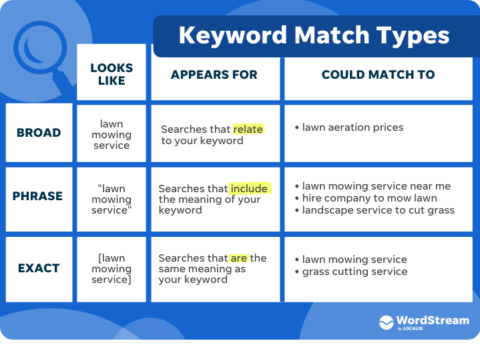 Keyword Match Types
LOOKS
LIKE
APPEARS FOR
COULD MATCH TO
BROAD
lawn
mowing
service
Searches that relate
to your keyword
• lawn aeration prices
PHRASE
"lawn
mowing
service"
Searches that include
the meaning of your
keyword
• lawn mowing service near me
• hire company to mow lawn
• landscape service to cut grass
EXACT
[lawn
mowing
service]
Searches that are the
same meaning as
your keyword
• lawn mowing service
• grass cutting service
WordStream
by LOCALiQ